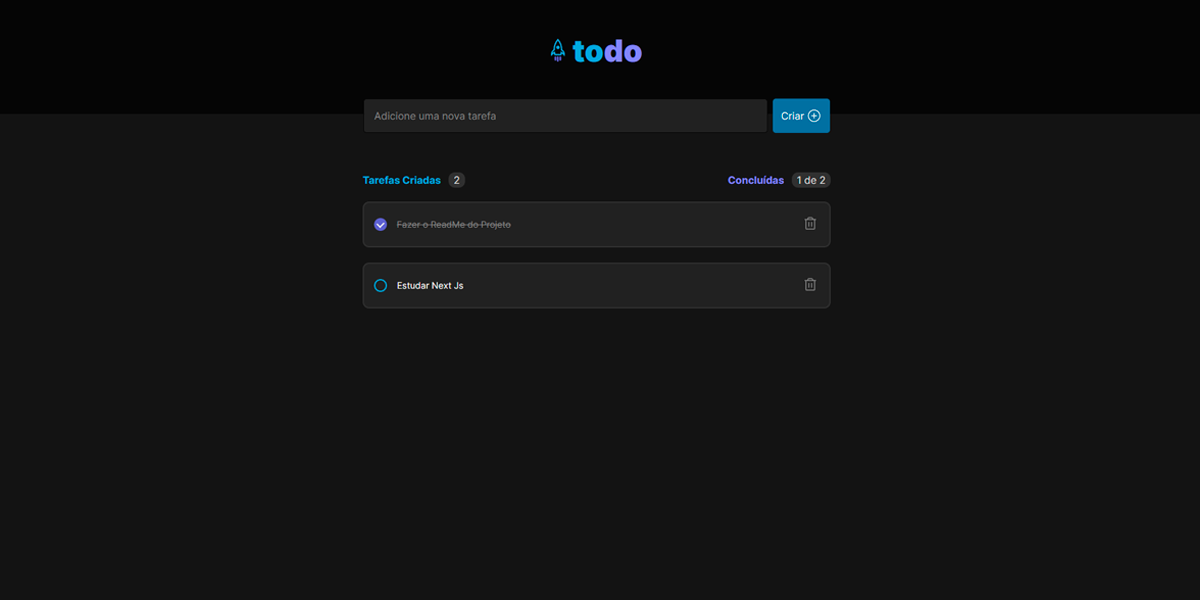 todo
Adicione uma nova tarefa
Criar
Tarefas Criadas 2
Concluídas 1 de 2
Fazer o ReadMe do Projeto
Estudar Next Js